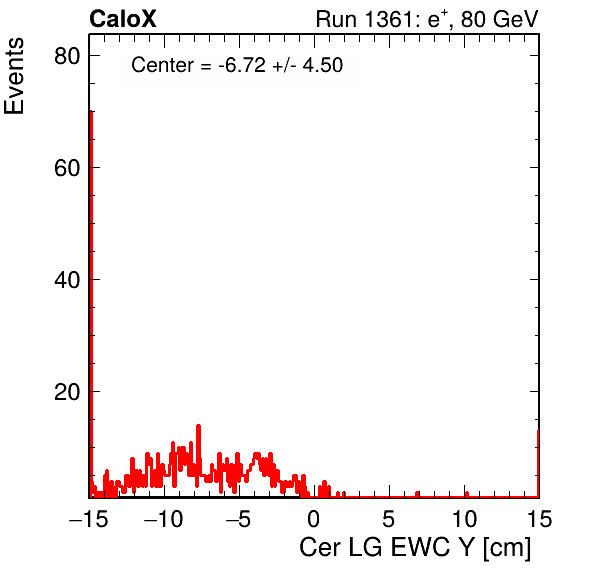 CaloX Run 1361: e+, 80 GeV
Center = -6.72 +/- 4.50
Events
80
60
40
20
−15 −10 −5 0 5 10 15
Cer LG EWC Y [cm]